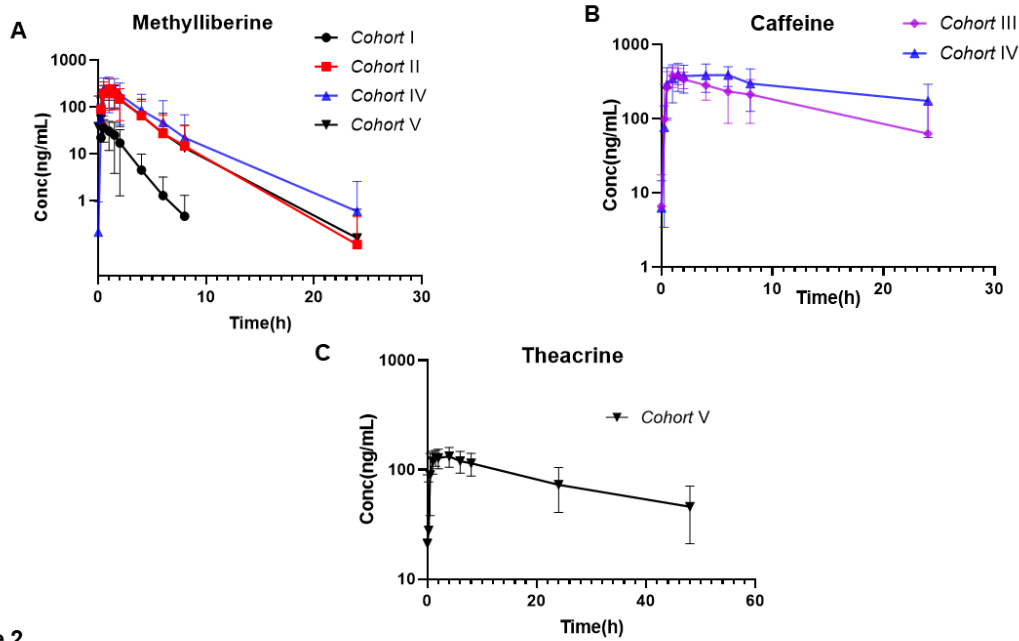 A
Methylliberine
Cohort I
Cohort II
Cohort IV
Cohort V
1000
100
10
1
Conc(ng/mL)
0 10 20 30
Time(h)
B
Caffeine
Cohort III
Cohort IV
1000
100
10
1
Conc(ng/mL)
0 10 20 30
Time(h)
C
Theacrine
Cohort V
1000
100
10
Conc(ng/mL)
0 20 40 60
Time(h)
2